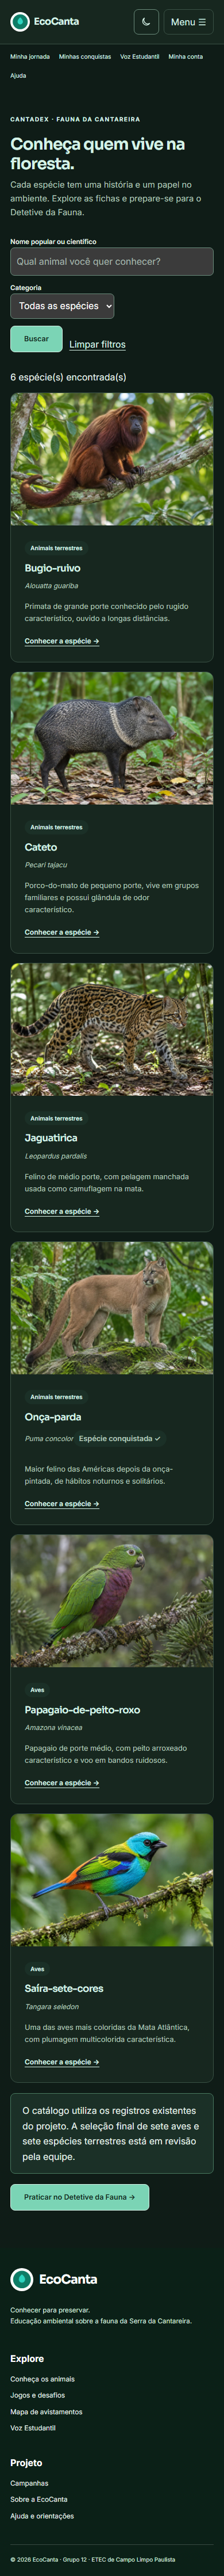 EcoCanta
Menu ☰
Minha jornada Minhas conquistas Voz Estudantil Minha conta
Ajuda
CANTADEX · FAUNA DA CANTAREIRA
Conheça quem vive na
floresta.
Cada espécie tem uma história e um papel no
ambiente. Explore as fichas e prepare-se para o
Detetive da Fauna.
Nome popular ou científico
Qual animal você quer conhecer?
Categoria
Todas as espécies
Buscar Limpar filtros
6 espécie(s) encontrada(s)
Animais terrestres
Bugio-ruivo
Alouatta guariba
Primata de grande porte conhecido pelo rugido
característico, ouvido a longas distâncias.
Conhecer a espécie →
Animais terrestres
Cateto
Pecari tajacu
Porco-do-mato de pequeno porte, vive em grupos
familiares e possui glândula de odor
característico.
Conhecer a espécie →
Animais terrestres
Jaguatirica
Leopardus pardalis
Felino de médio porte, com pelagem manchada
usada como camuflagem na mata.
Conhecer a espécie →
Animais terrestres
Onça-parda
Puma concolor Espécie conquistada ✓
Maior felino das Américas depois da onça-
pintada, de hábitos noturnos e solitários.
Conhecer a espécie →
Aves
Papagaio-de-peito-roxo
Amazona vinacea
Papagaio de porte médio, com peito arroxeado
característico e voo em bandos ruidosos.
Conhecer a espécie →
Aves
Saíra-sete-cores
Tangara seledon
Uma das aves mais coloridas da Mata Atlântica,
com plumagem multicolorida característica.
Conhecer a espécie →
O catálogo utiliza os registros existentes
do projeto. A seleção final de sete aves e
sete espécies terrestres está em revisão
pela equipe.
Praticar no Detetive da Fauna →
EcoCanta
Conhecer para preservar.
Educação ambiental sobre a fauna da Serra da Cantareira.
Explore
Conheça os animais
Jogos e desafios
Mapa de avistamentos
Voz Estudantil
Projeto
Campanhas
Sobre a EcoCanta
Ajuda e orientações
© 2026 EcoCanta · Grupo 12 · ETEC de Campo Limpo Paulista